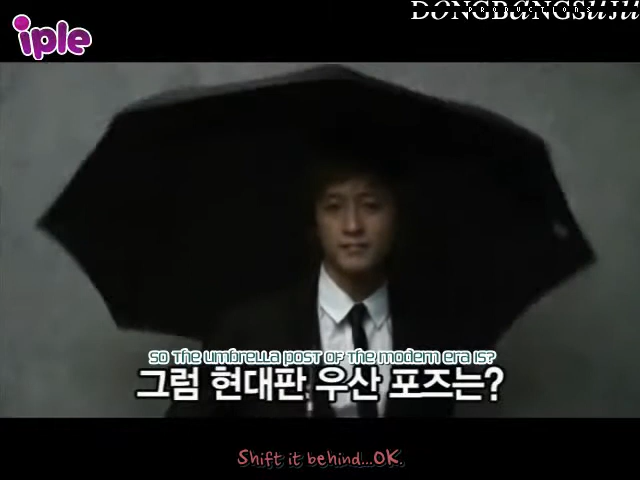 iple
DONGBANGSUJU
PRODUCTIONS
SO THE UMBRELLA POST OF THE MODERN ERA IS?
그럼 현대판 우산 포즈는?
Shift it behind...OK.